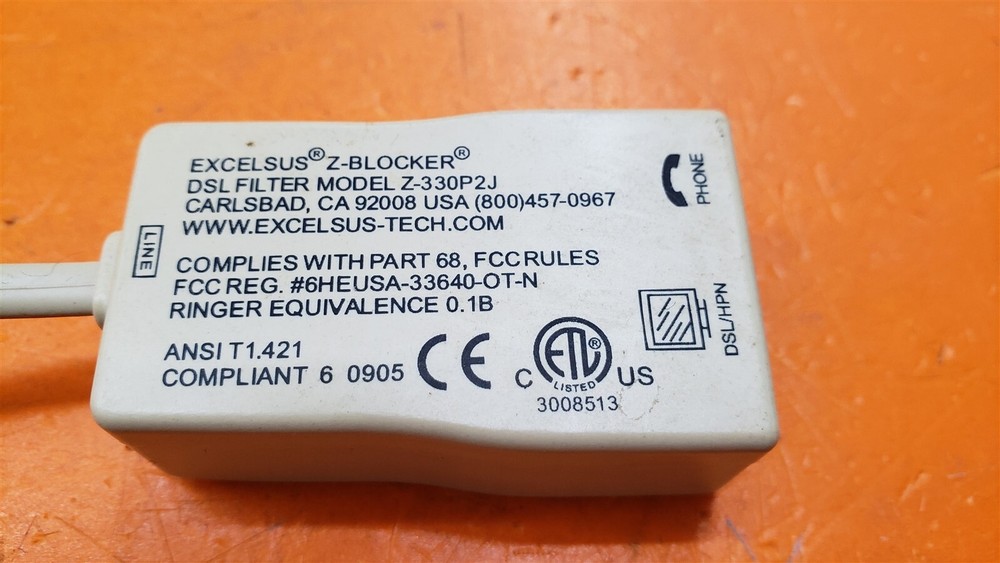 EXCELSUS® Z-BLOCKER®
DSL FILTER MODEL Z-330P2J
CARLSBAD, CA 92008 USA (800)457-0967
WWW.EXCELSUS-TECH.COM
LINE
COMPLIES WITH PART 68, FCC RULES
FCC REG. #6HEUSA-33640-OT-N
RINGER EQUIVALENCE 0.1B
ANSI T1.421
COMPLIANT 6 0905
CE
C ETL® US
LISTED
3008513
PHONE
DSL/HPN